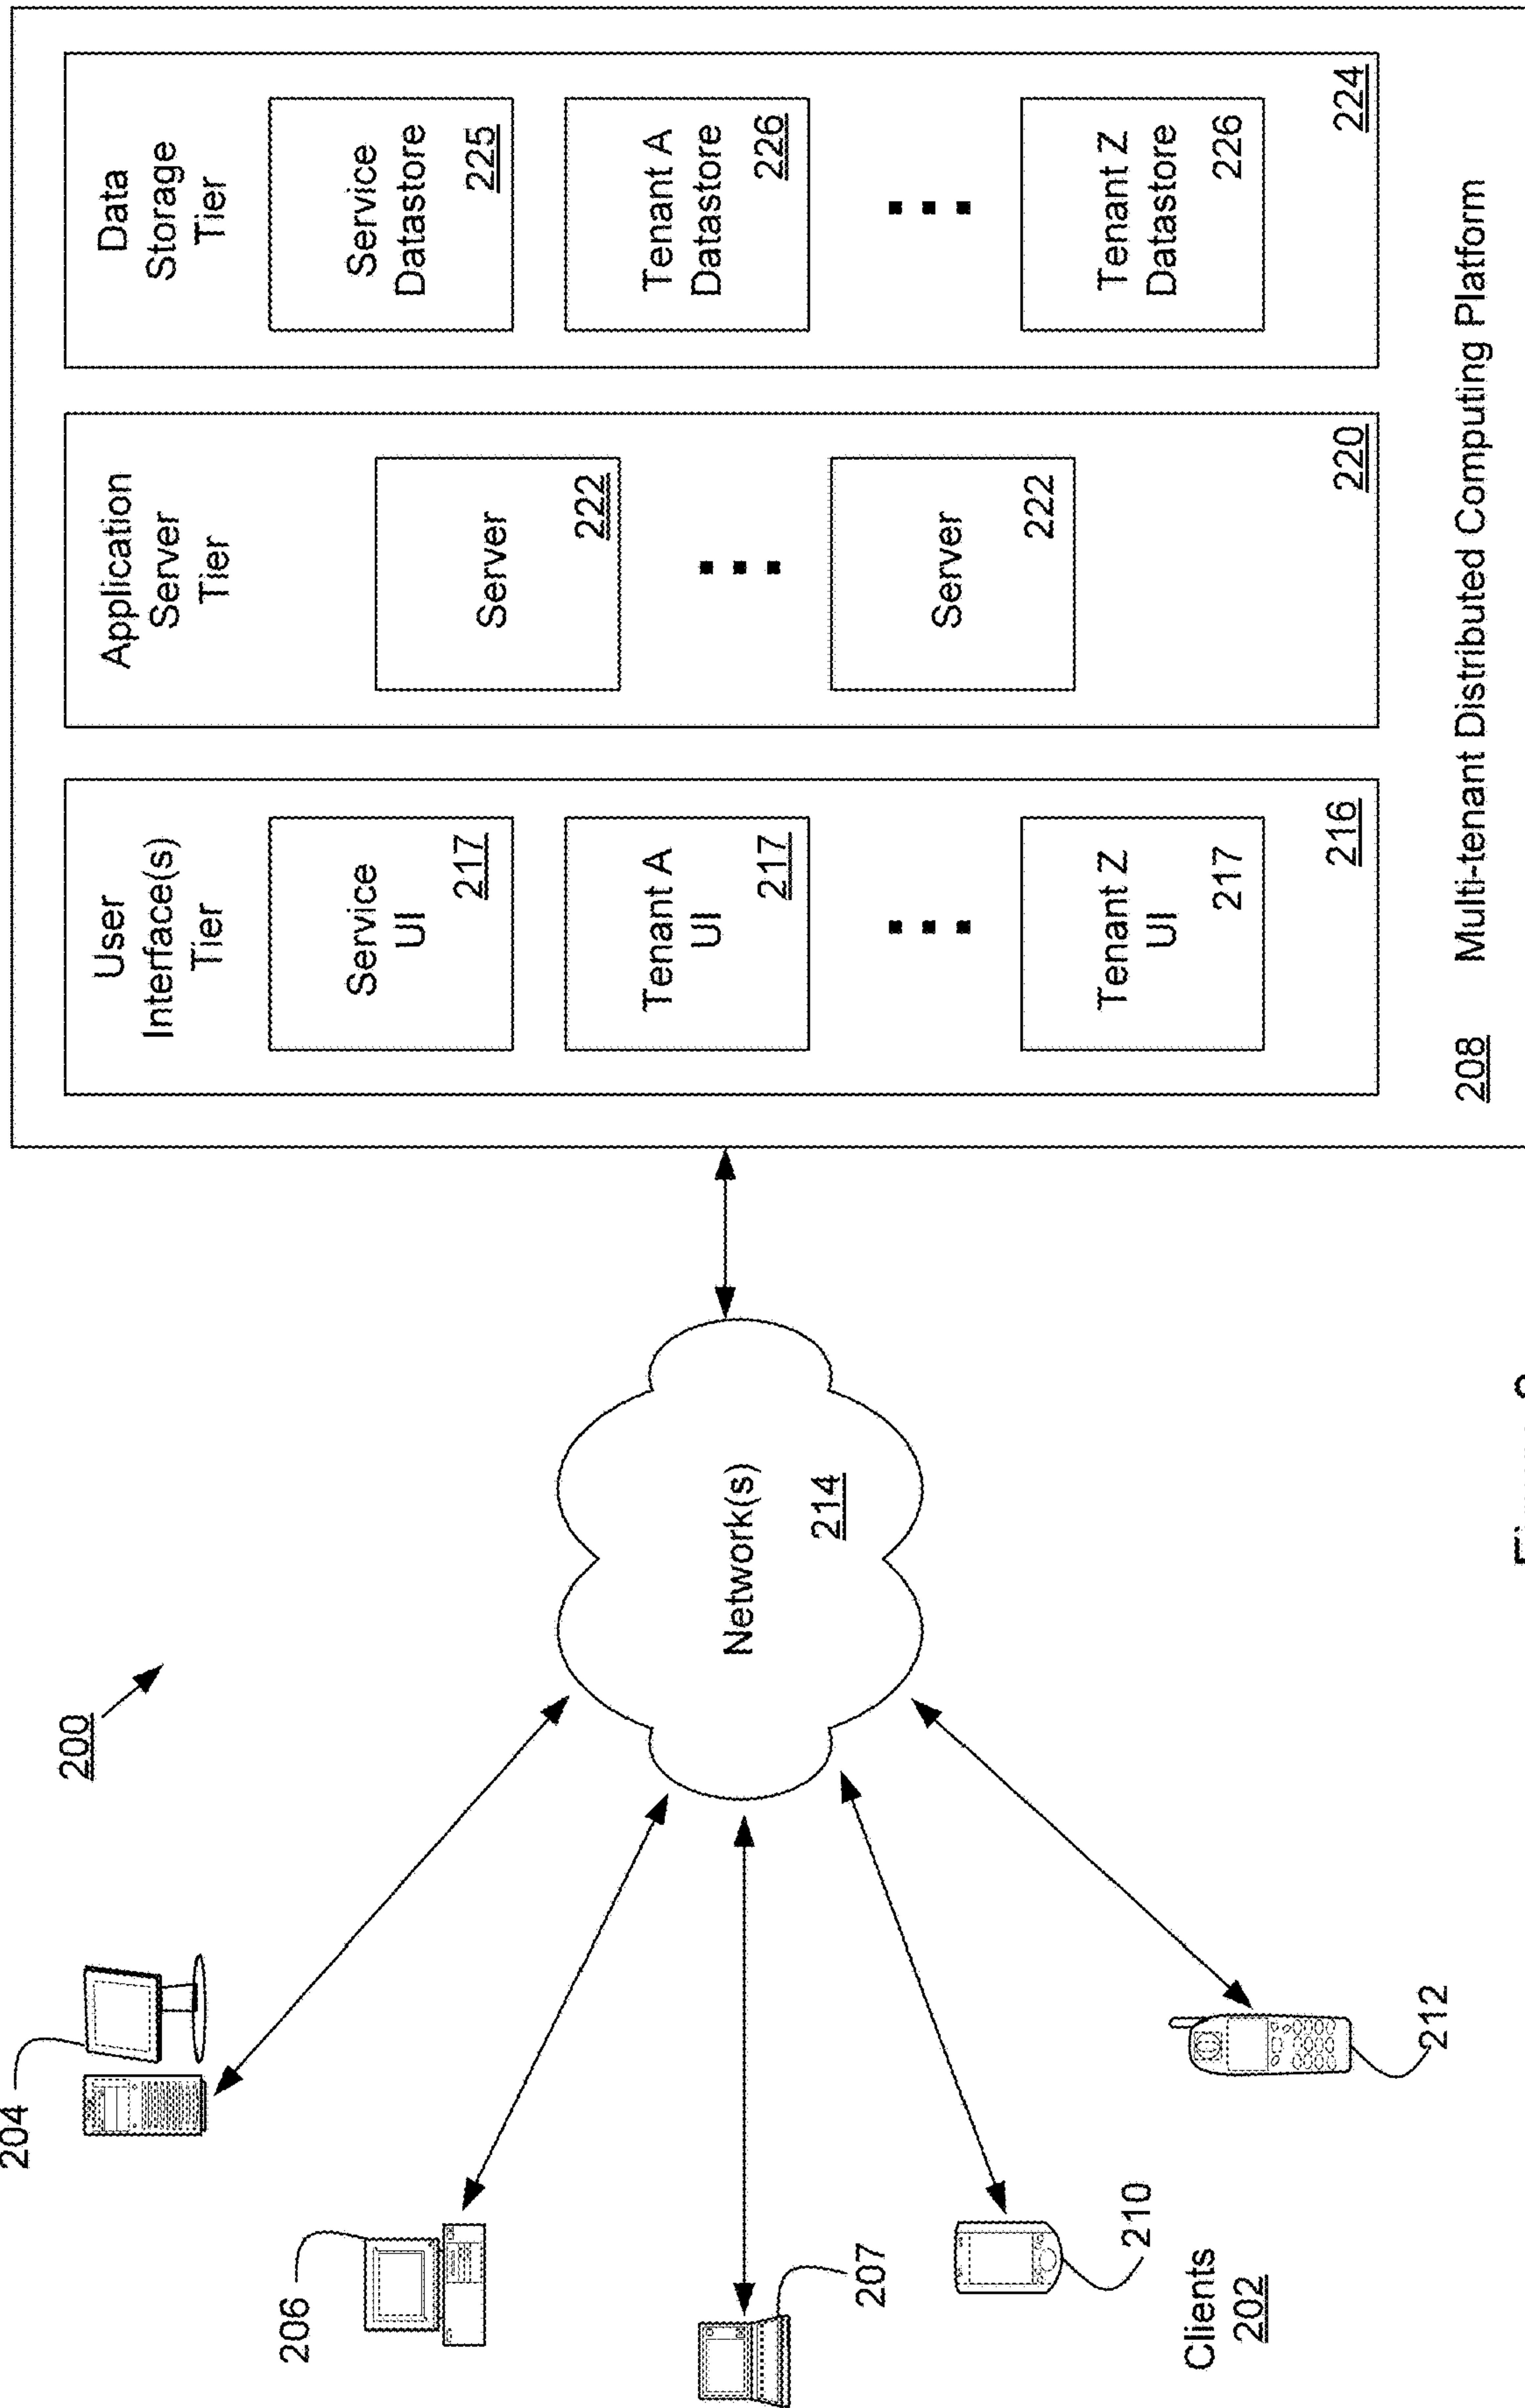 200
204
206
207
210
212
Clients
202
Network(s)
214
User
Interface(s)
Tier
Service
UI
217
Tenant A
UI
217
Tenant Z
UI
217
216
Application
Server
Tier
Server
222
Server
222
220
Data
Storage
Tier
Service
Datastore
225
Tenant A
Datastore
226
Tenant Z
Datastore
226
224
208 Multi-tenant Distributed Computing Platform